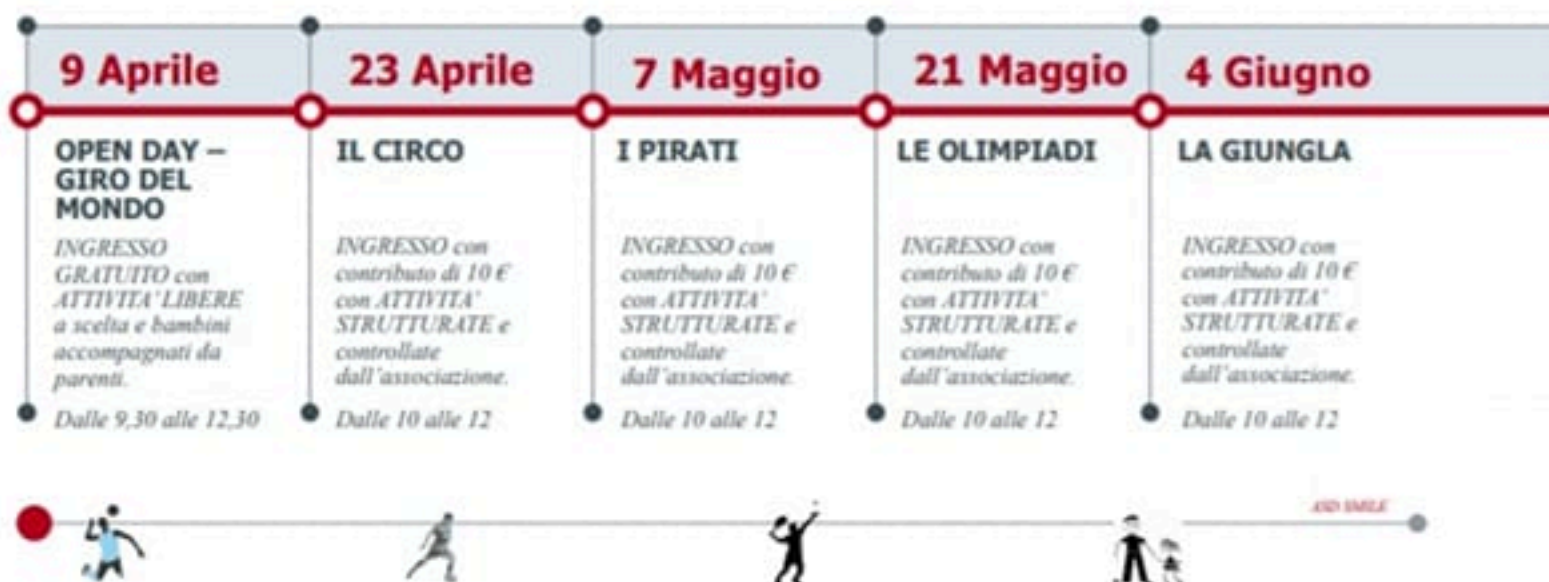 9 Aprile
23 Aprile
7 Maggio
21 Maggio
4 Giugno
OPEN DAY –
GIRO DEL
MONDO
INGRESSO
GRATUITO con
ATTIVITA' LIBERE
a scelta e bambini
accompagnati da
parenti.
Dalle 9,30 alle 12,30
IL CIRCO
INGRESSO con
contributo di 10 €
con ATTIVITA'
STRUTTURATE e
controllate
dall'associazione.
Dalle 10 alle 12
I PIRATI
INGRESSO con
contributo di 10 €
con ATTIVITA'
STRUTTURATE e
controllate
dall'associazione.
Dalle 10 alle 12
LE OLIMPIADI
INGRESSO con
contributo di 10 €
con ATTIVITA'
STRUTTURATE e
controllate
dall'associazione.
Dalle 10 alle 12
LA GIUNGLA
INGRESSO con
contributo di 10 €
con ATTIVITA'
STRUTTURATE e
controllate
dall'associazione.
Dalle 10 alle 12
ASD SMILE